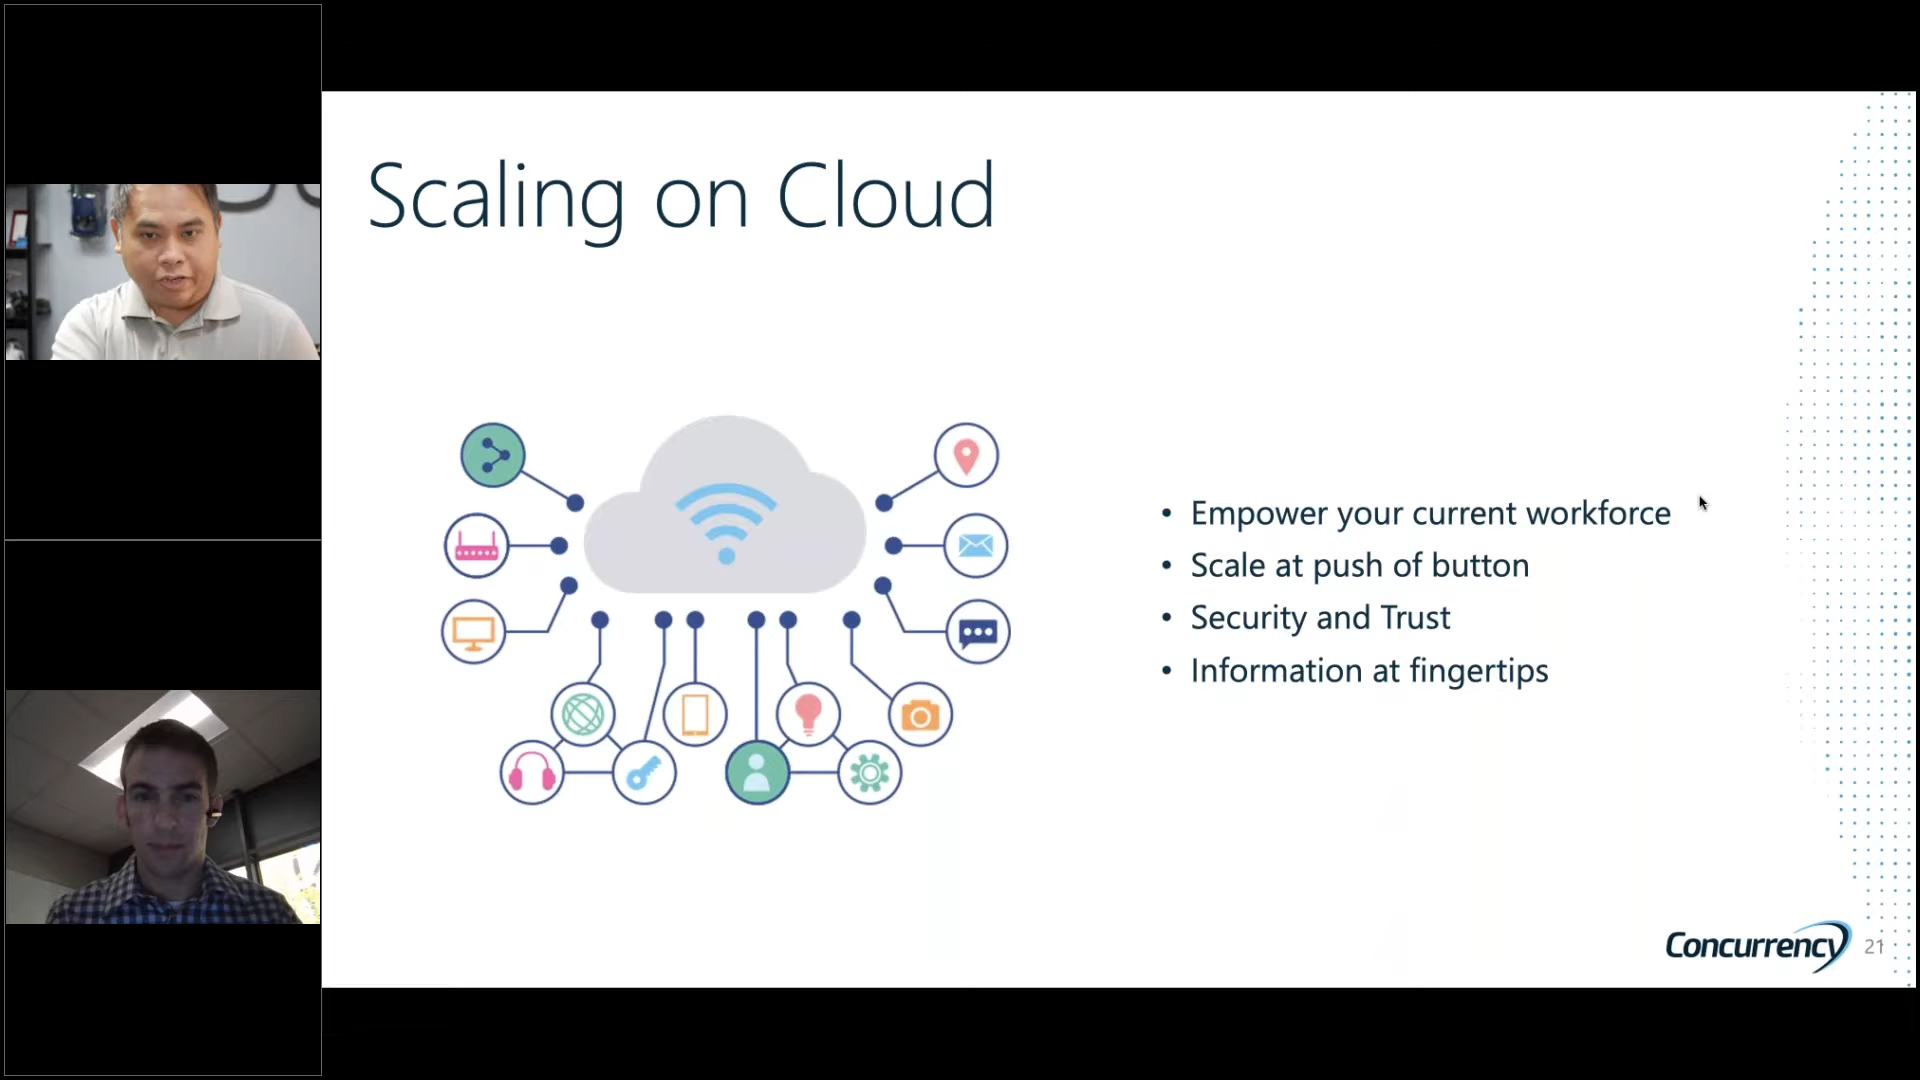 Scaling on Cloud
• Empower your current workforce
• Scale at push of button
• Security and Trust
• Information at fingertips
Concurrency
21